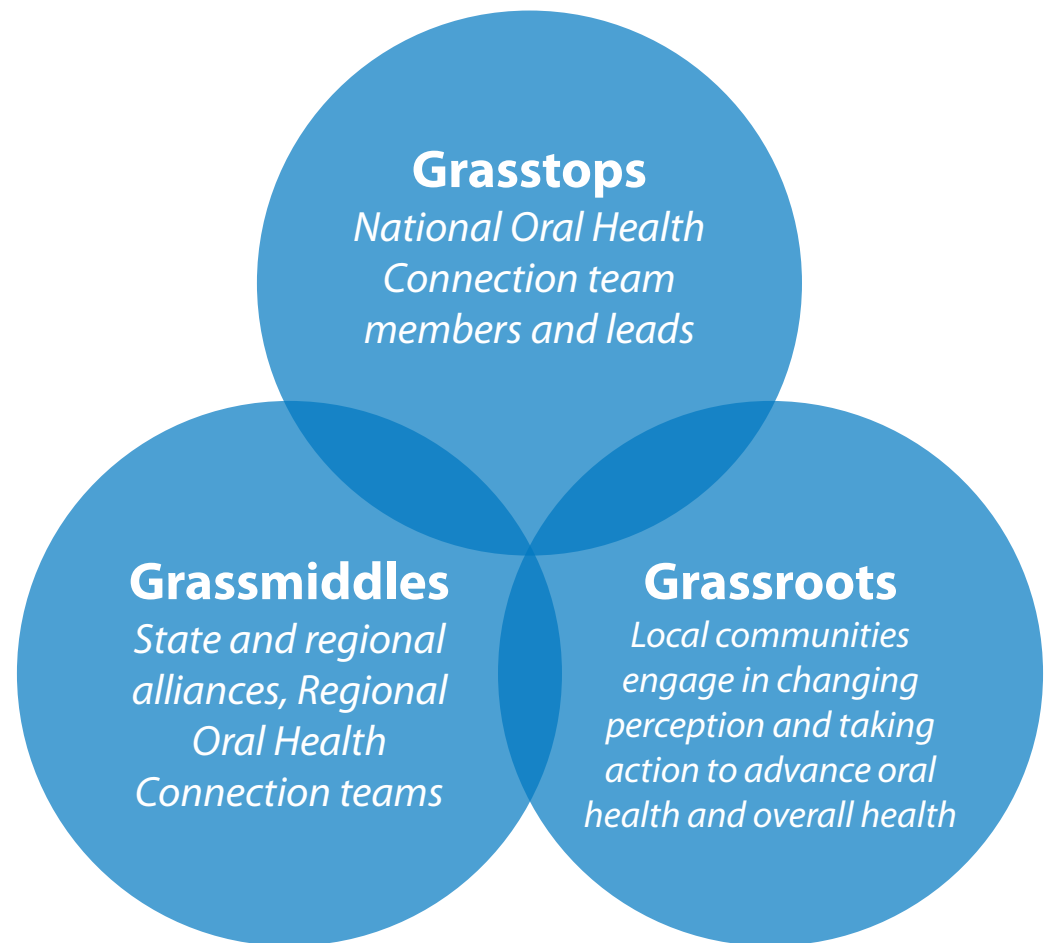 Grasstops
National Oral Health
Connection team
members and leads
Grassmiddles
State and regional
alliances, Regional
Oral Health
Connection teams
Grassroots
Local communities
engage in changing
perception and taking
action to advance oral
health and overall health